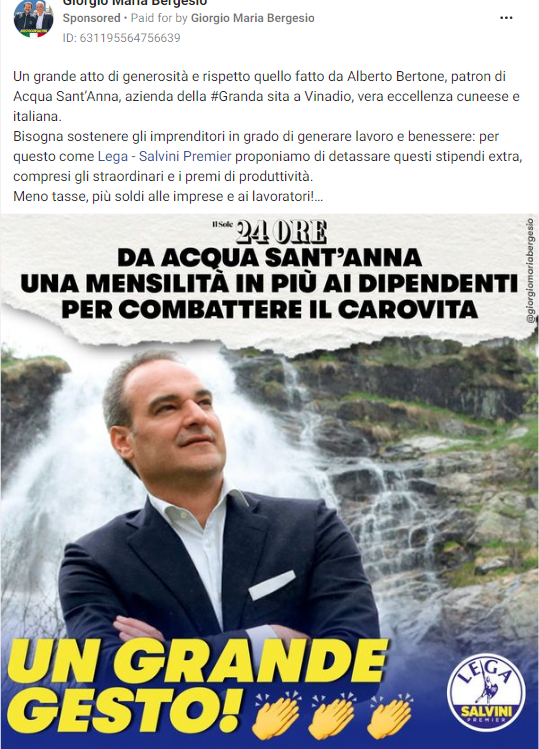 Giorgio Maria Bergesio
Sponsored • Paid for by Giorgio Maria Bergesio
ID: 631195564756639
Un grande atto di generosità e rispetto quello fatto da Alberto Bertone, patron di
Acqua Sant'Anna, azienda della #Granda sita a Vinadio, vera eccellenza cuneese e
italiana.
Bisogna sostenere gli imprenditori in grado di generare lavoro e benessere: per
questo come Lega - Salvini Premier proponiamo di detassare questi stipendi extra,
compresi gli straordinari e i premi di produttività.
Meno tasse, più soldi alle imprese e ai lavoratori!...
Il Sole 24 ORE
DA ACQUA SANT'ANNA
UNA MENSILITÀ IN PIÙ AI DIPENDENTI
PER COMBATTERE IL CAROVITA
@giorgiomariabergesio
UN GRANDE
GESTO! 👏 👏 👏
LEGA
SALVINI
PREMIER